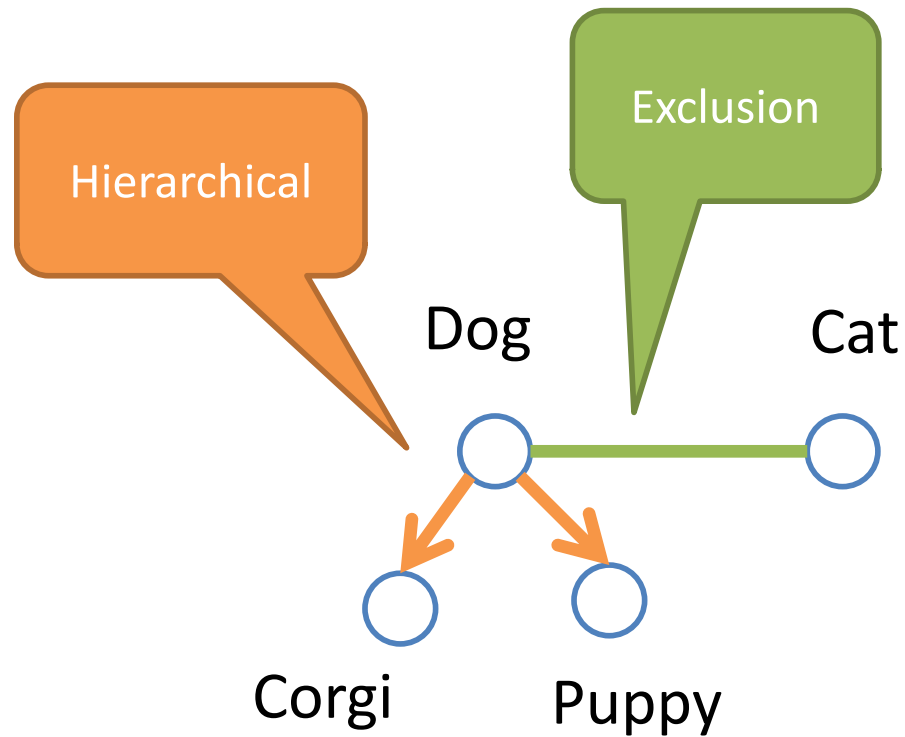 Exclusion
Hierarchical
Dog
Cat
Corgi
Puppy